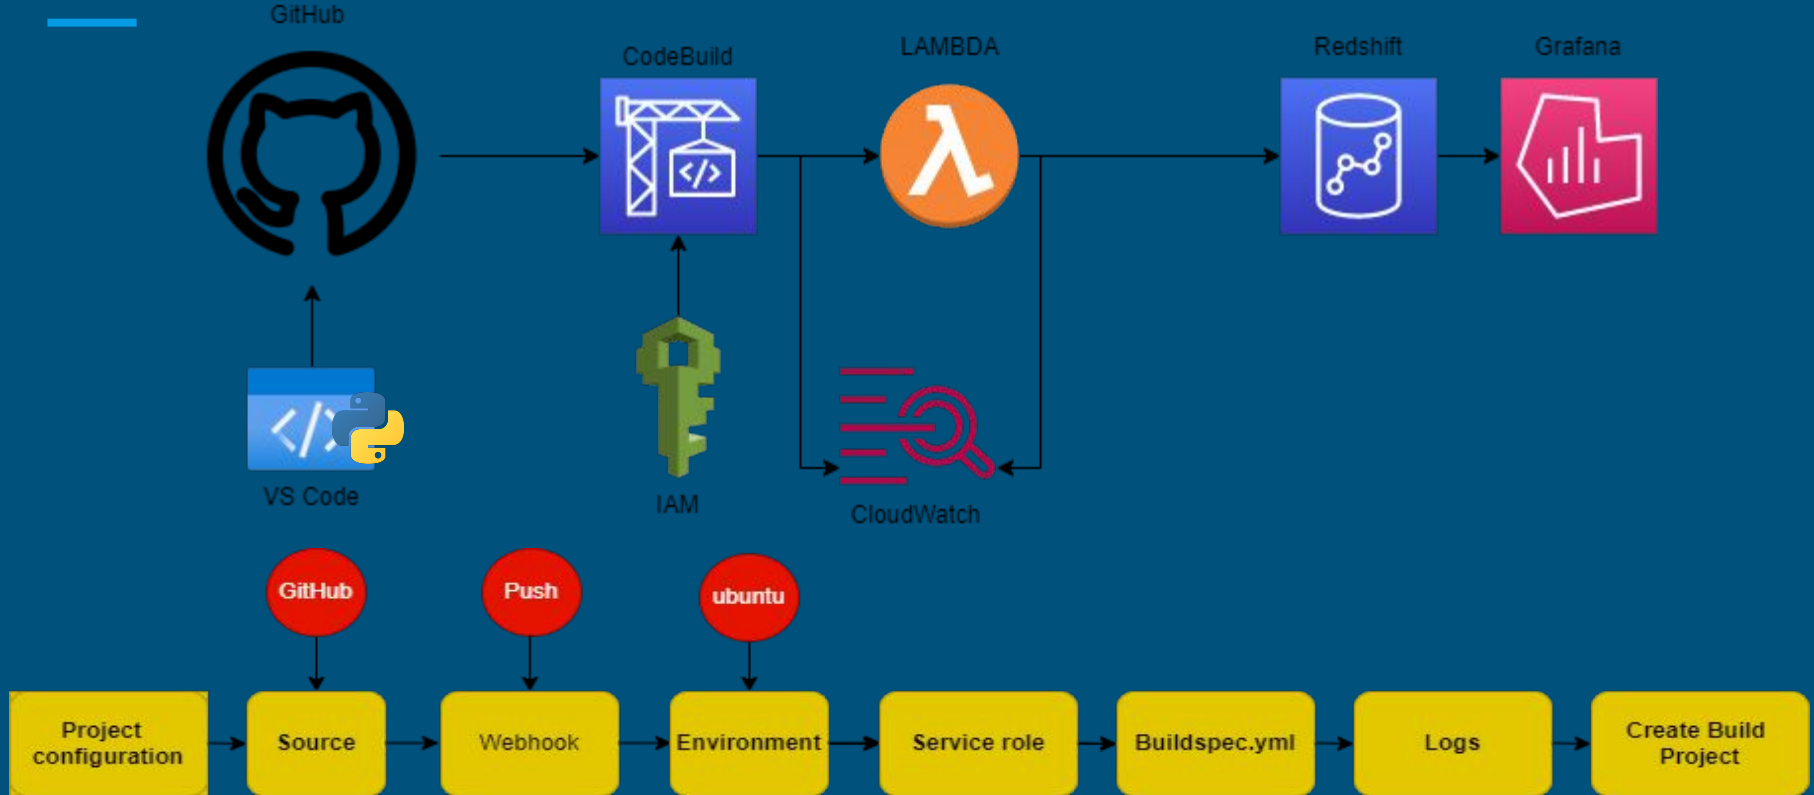 GitHub
CodeBuild
LAMBDA
Redshift
Grafana
</>
</>
VS Code
IAM
CloudWatch
GitHub
Push
ubuntu
Project
configuration
Source
Webhook
Environment
Service role
Buildspec.yml
Logs
Create Build
Project